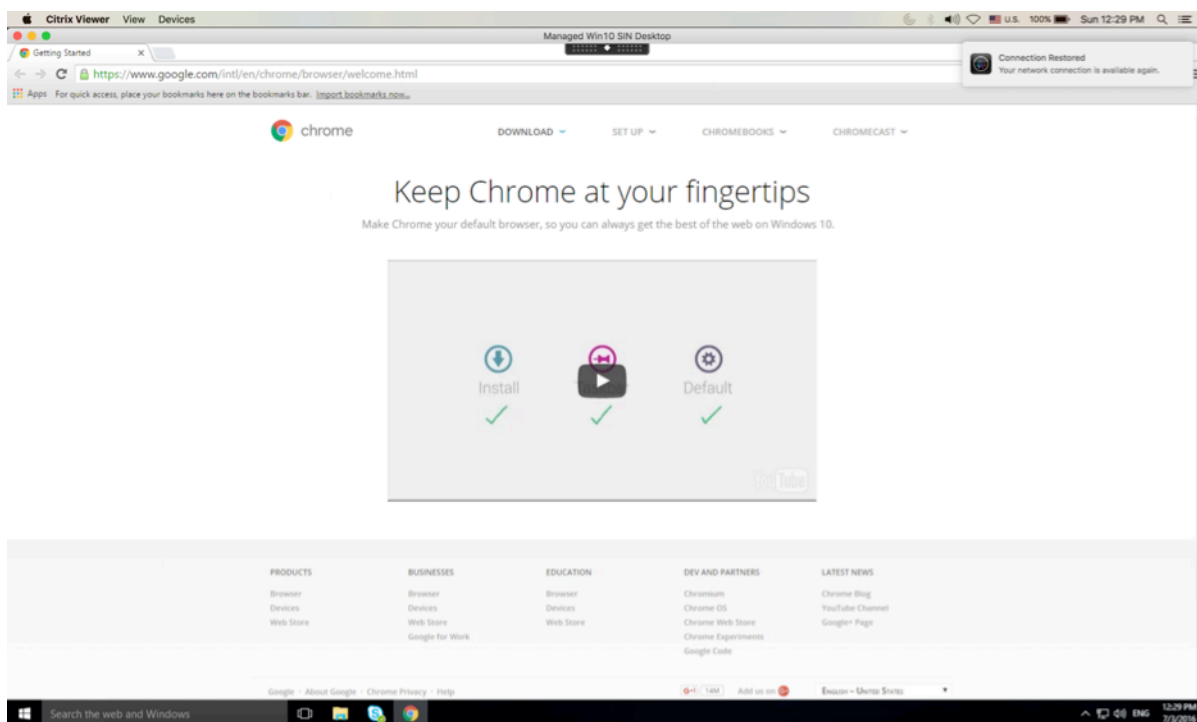 Citrix Viewer View Devices
U.S. 100% Sun 12:29 PM
Managed Win10 SIN Desktop
Getting Started
Connection Restored
Your network connection is available again.
https://www.google.com/intl/en/chrome/browser/welcome.html
Apps For quick access, place your bookmarks here on the bookmarks bar. Import bookmarks now...
chrome DOWNLOAD SET UP CHROMEBOOKS CHROMECAST
Keep Chrome at your fingertips
Make Chrome your default browser, so you can always get the best of the web on Windows 10.
Install Default
YouTube
PRODUCTS BUSINESSES EDUCATION DEV AND PARTNERS LATEST NEWS
Browser Browser Browser Chromium Chrome Blog
Devices Devices Devices Chrome OS YouTube Channel
Web Store Web Store Web Store Chrome Web Store Google+ Page
Google for Work Chrome Experiments
Google Code
Google · About Google · Chrome Privacy · Help
G+1 14M Add us on English – United States
Search the web and Windows
ENG 12:29 PM